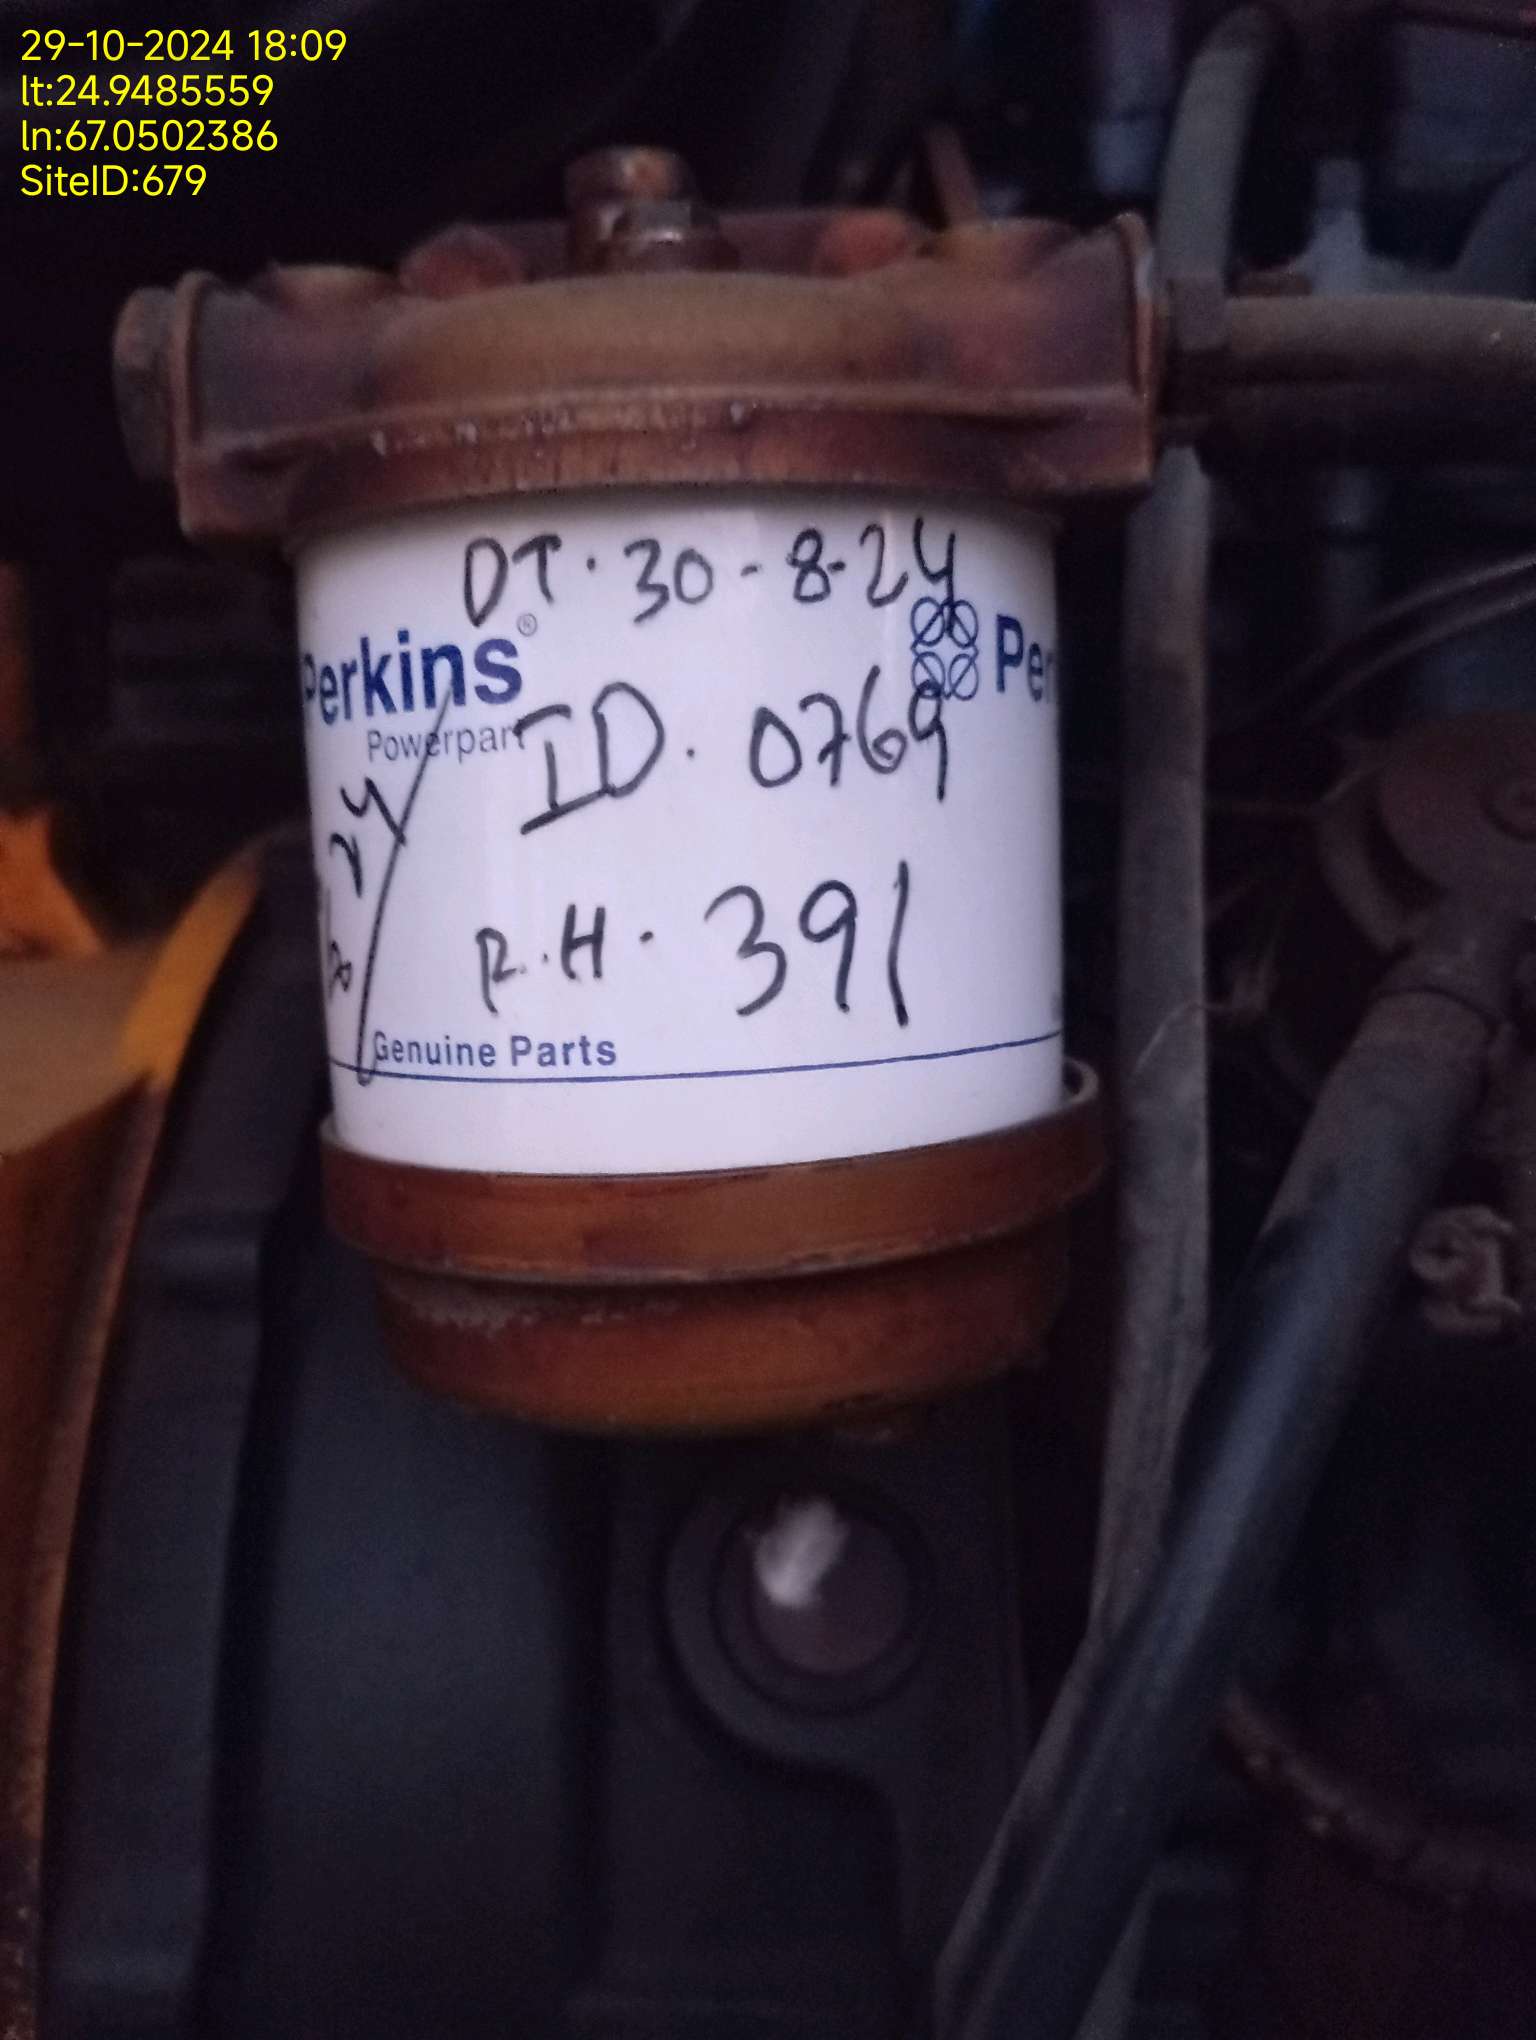 29-10-2024 18:09
lt:24.9485559
ln:67.0502386
SiteID:679
DT. 30-8-24
Perkins®
Per
Powerpart
ID. 0769
24
R.H. 391
Genuine Parts